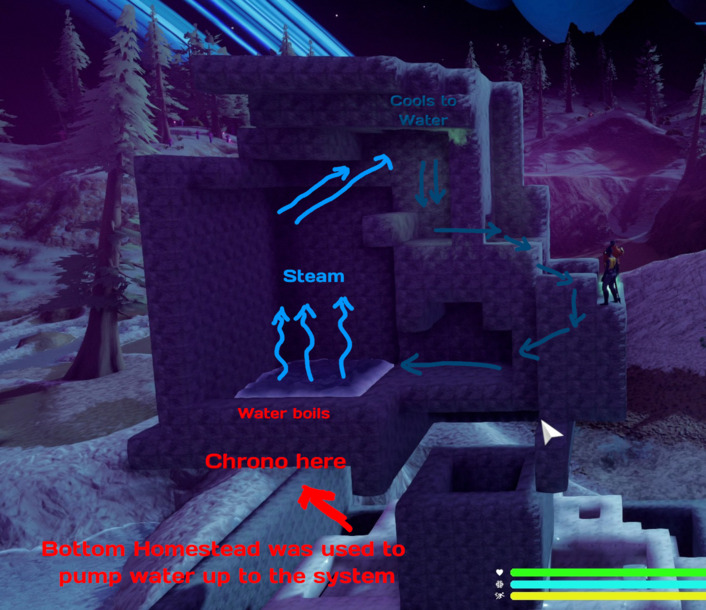 Cools to
Water
Steam
Water boils
Chrono here
Bottom Homestead was used to
pump water up to the system